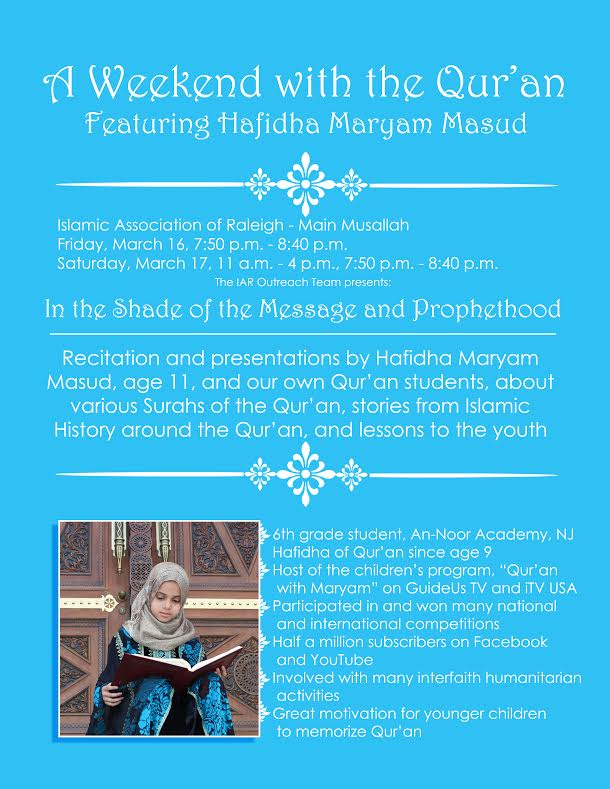 A Weekend with the Qur'an
Featuring Hafidha Maryam Masud
Islamic Association of Raleigh - Main Musallah
Friday, March 16, 7:50 p.m. - 8:40 p.m.
Saturday, March 17, 11 a.m. - 4 p.m., 7:50 p.m. - 8:40 p.m.
The IAR Outreach Team presents:
In the Shade of the Message and Prophethood
Recitation and presentations by Hafidha Maryam
Masud, age 11, and our own Qur'an students, about
various Surahs of the Qur'an, stories from Islamic
History around the Qur'an, and lessons to the youth
6th grade student, An-Noor Academy, NJ
Hafidha of Qur'an since age 9
Host of the children's program, "Qur'an
with Maryam" on GuideUs TV and iTV USA
Participated in and won many national
and international competitions
Half a million subscribers on Facebook
and YouTube
Involved with many interfaith humanitarian
activities
Great motivation for younger children
to memorize Qur'an